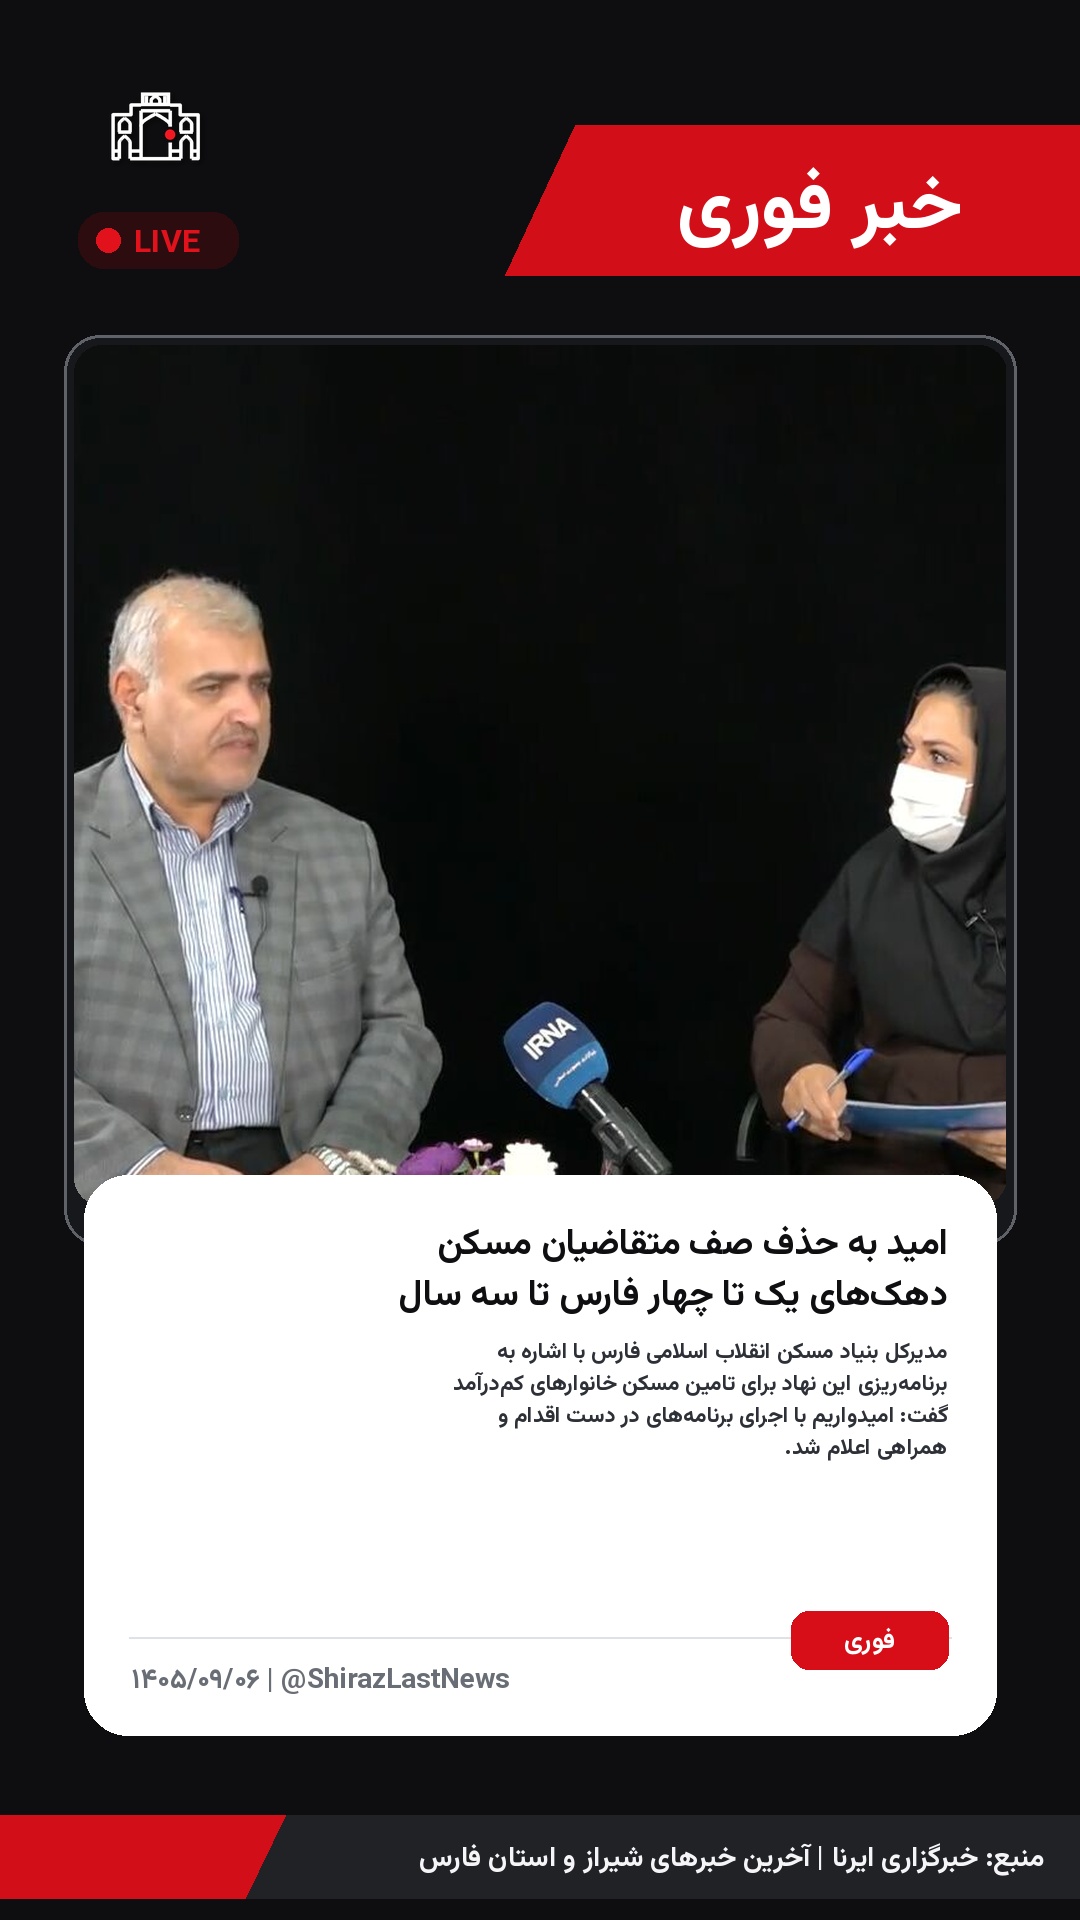 خبر فوری
LIVE
IRNA
امید به حذف صف متقاضیان مسکن
دهک‌های یک تا چهار فارس تا سه سال
مدیرکل بنیاد مسکن انقلاب اسلامی فارس با اشاره به
برنامه‌ریزی این نهاد برای تامین مسکن خانوارهای کم‌درآمد
گفت: امیدواریم با اجرای برنامه‌های در دست اقدام و
همراهی اعلام شد.
فوری
۱۴۰۵/۰۹/۰۶ | @ShirazLastNews
منبع: خبرگزاری ایرنا | آخرین خبرهای شیراز و استان فارس